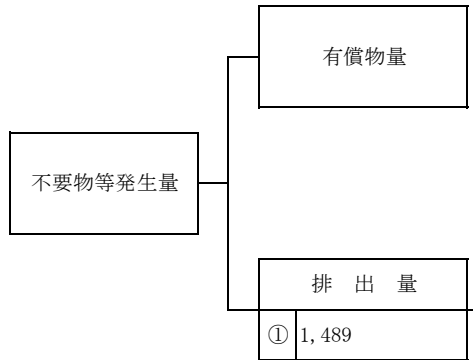 有償物量
不要物等発生量
排 出 量
① 1,489